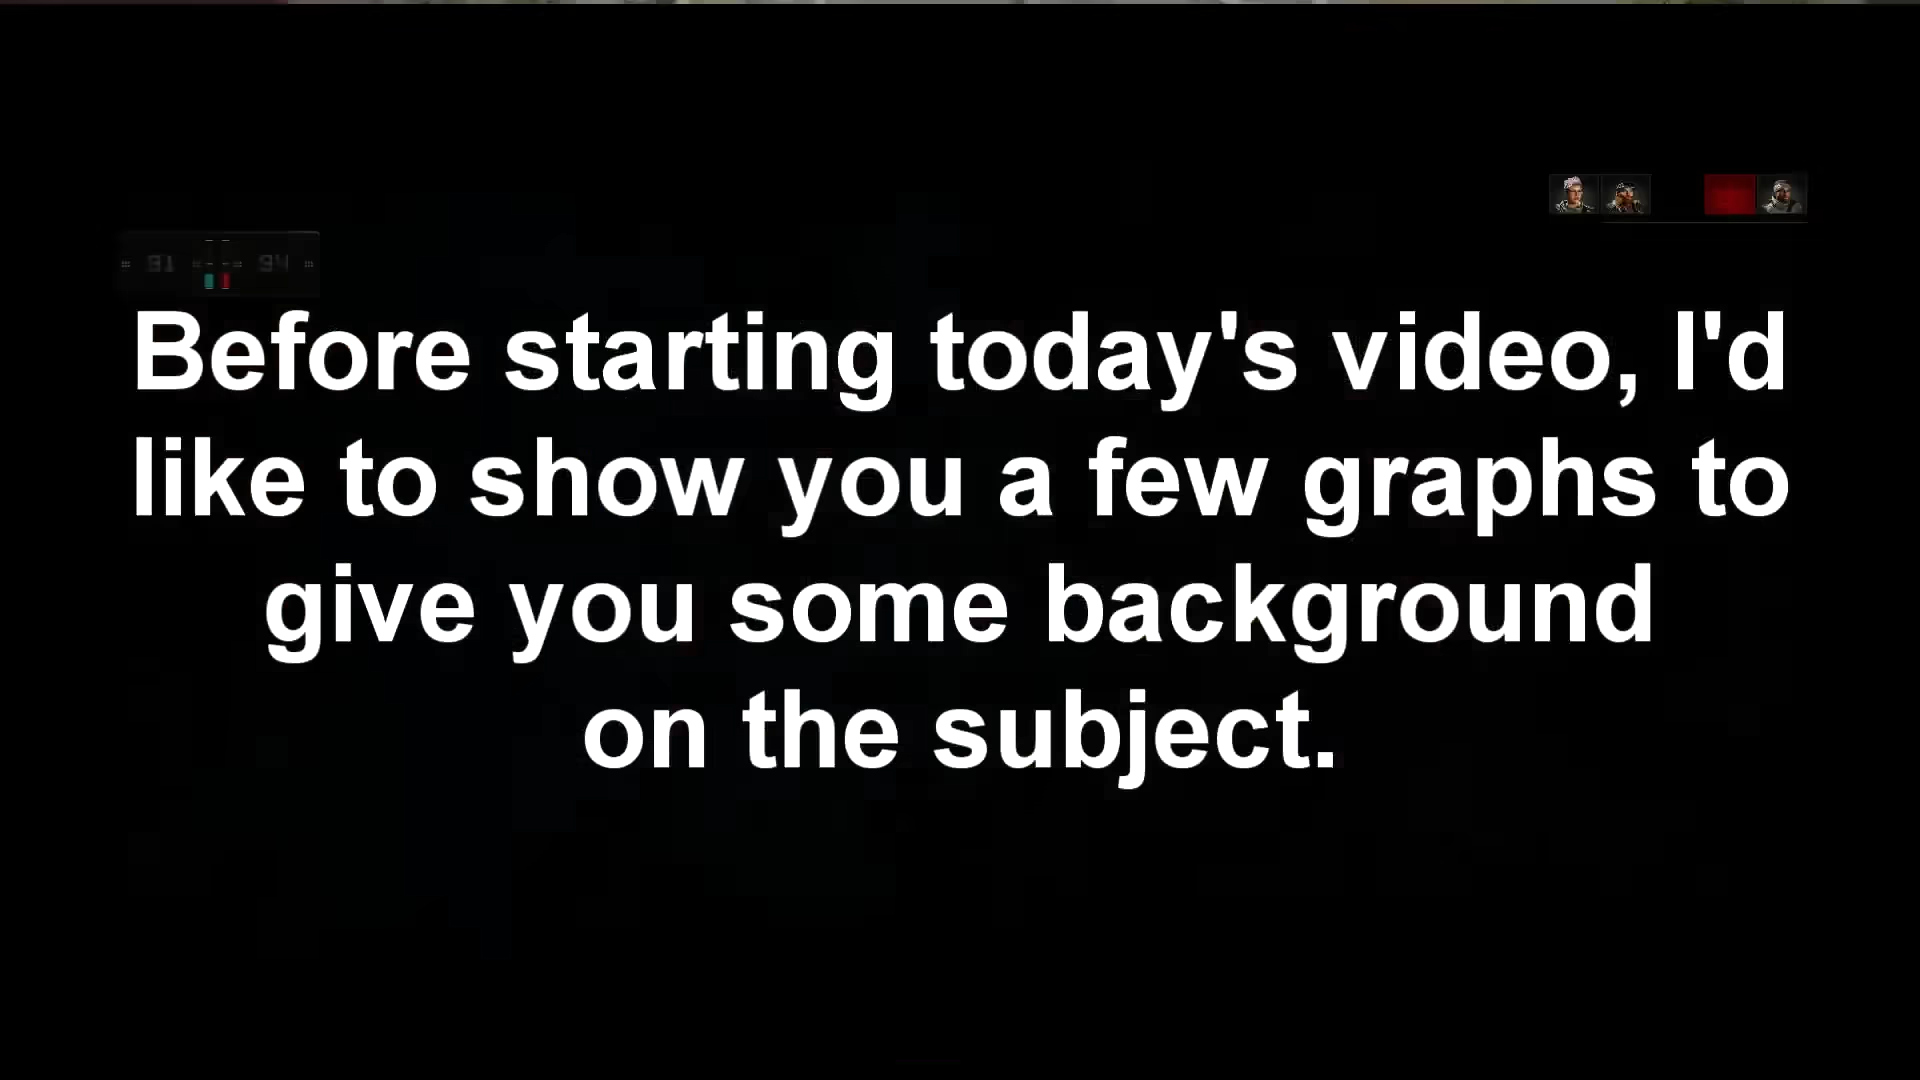 Before starting today's video, I'd
like to show you a few graphs to
give you some background
on the subject.